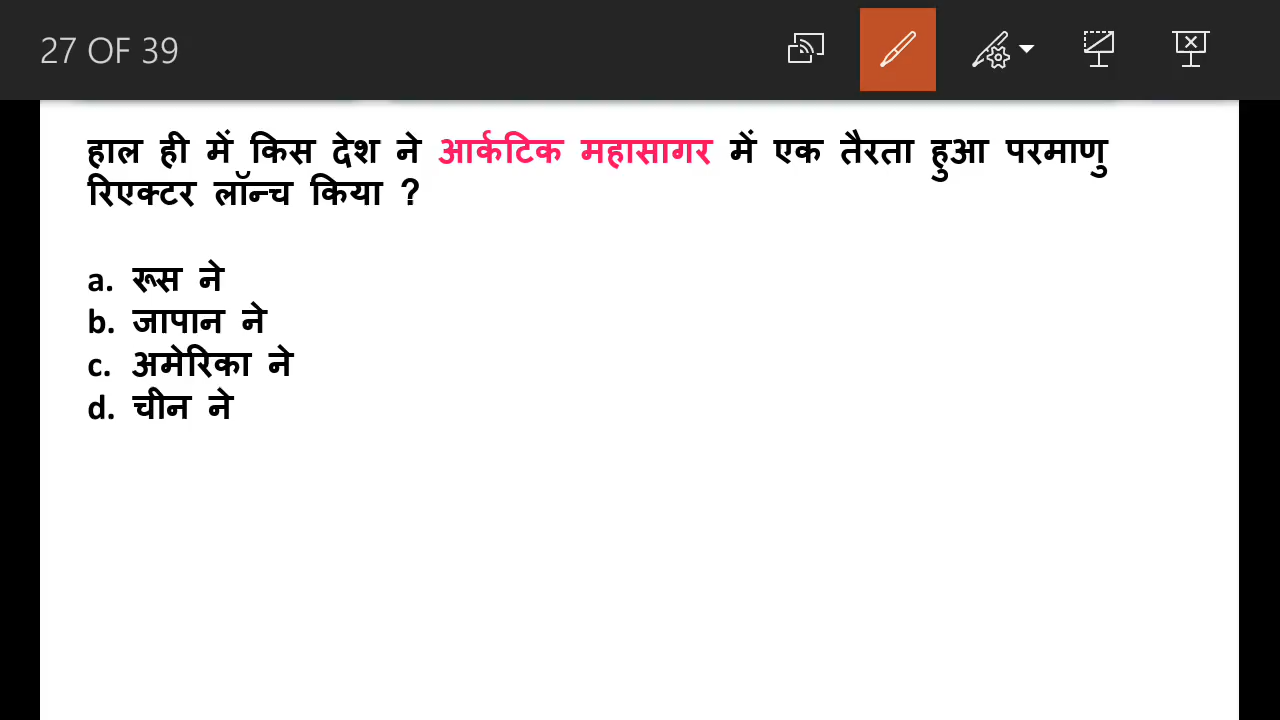 27 OF 39
हाल ही में किस देश ने आर्कटिक महासागर में एक तैरता हुआ परमाणु
रिएक्टर लॉन्च किया ?
a. रूस ने
b. जापान ने
c. अमेरिका ने
d. चीन ने